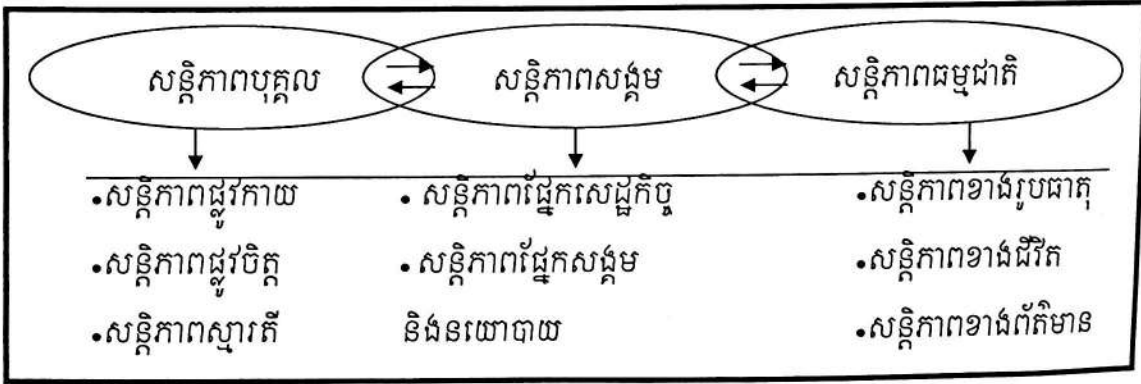 សន្តិភាពបុគ្គល
សន្តិភាពសង្គម
សន្តិភាពធម្មជាតិ
•សន្តិភាពផ្លូវកាយ
•សន្តិភាពផ្លូវចិត្ត
•សន្តិភាពស្មារតី
• សន្តិភាពផ្នែកសេដ្ឋកិច្ច
• សន្តិភាពផ្នែកសង្គម
និងនយោបាយ
•សន្តិភាពខាងរូបធាតុ
•សន្តិភាពខាងជីវិត
•សន្តិភាពខាងព័ត៌មាន